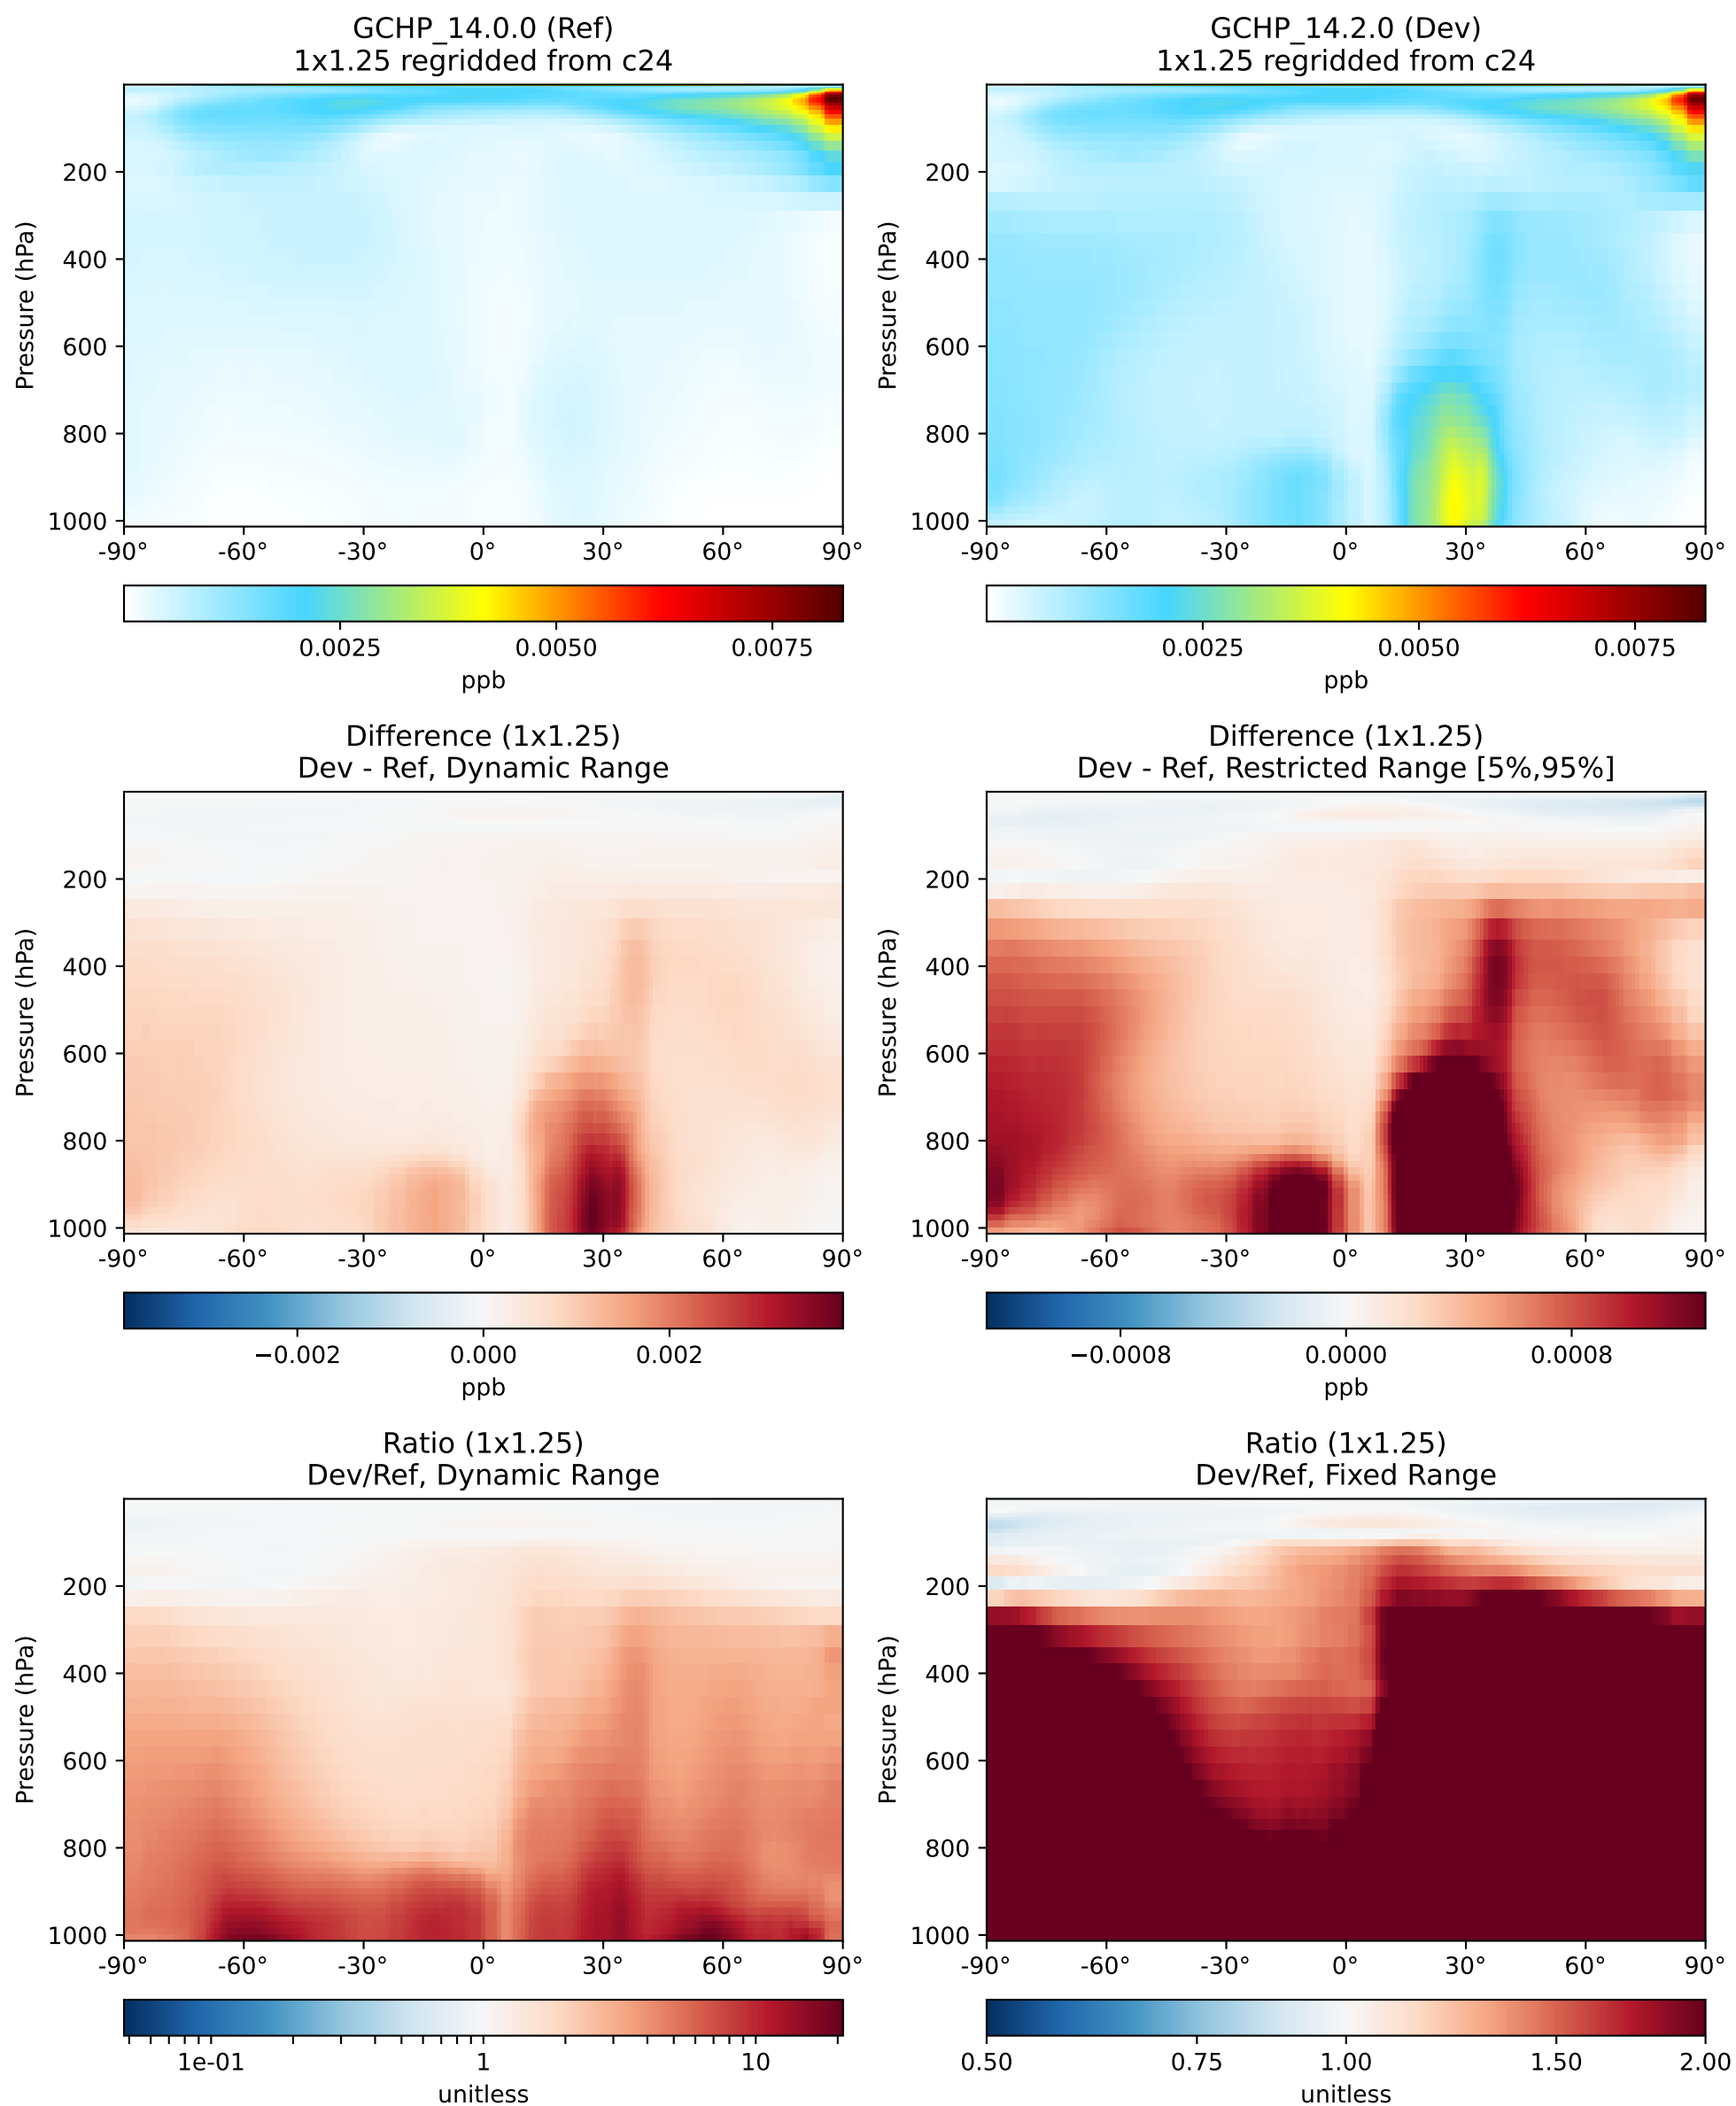 GCHP_14.0.0 (Ref)
1x1.25 regridded from c24
Pressure (hPa)
200
400
600
800
1000
-90° -60° -30° 0° 30° 60° 90°
0.0025 0.0050 0.0075
ppb
GCHP_14.2.0 (Dev)
1x1.25 regridded from c24
Pressure (hPa)
200
400
600
800
1000
-90° -60° -30° 0° 30° 60° 90°
0.0025 0.0050 0.0075
ppb
Difference (1x1.25)
Dev - Ref, Dynamic Range
Pressure (hPa)
200
400
600
800
1000
-90° -60° -30° 0° 30° 60° 90°
−0.002 0.000 0.002
ppb
Difference (1x1.25)
Dev - Ref, Restricted Range [5%,95%]
Pressure (hPa)
200
400
600
800
1000
-90° -60° -30° 0° 30° 60° 90°
−0.0008 0.0000 0.0008
ppb
Ratio (1x1.25)
Dev/Ref, Dynamic Range
Pressure (hPa)
200
400
600
800
1000
-90° -60° -30° 0° 30° 60° 90°
1e-01 1 10
unitless
Ratio (1x1.25)
Dev/Ref, Fixed Range
Pressure (hPa)
200
400
600
800
1000
-90° -60° -30° 0° 30° 60° 90°
0.50 0.75 1.00 1.50 2.00
unitless